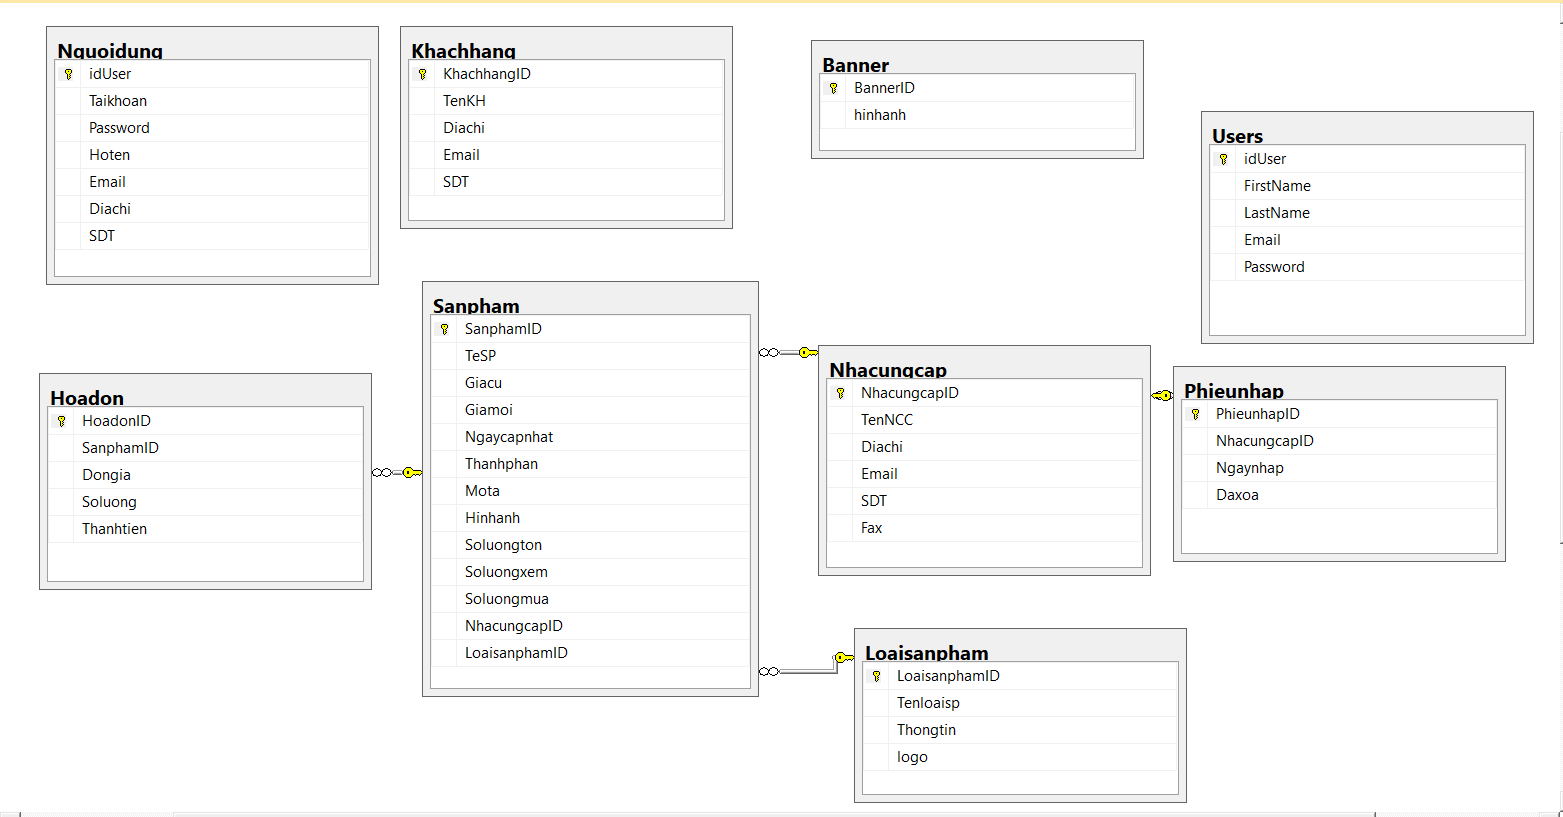 Nguoidung
idUser
Taikhoan
Password
Hoten
Email
Diachi
SDT
Khachhang
KhachhangID
TenKH
Diachi
Email
SDT
Banner
BannerID
hinhanh
Users
idUser
FirstName
LastName
Email
Password
Hoadon
HoadonID
SanphamID
Dongia
Soluong
Thanhtien
Sanpham
SanphamID
TeSP
Giacu
Giamoi
Ngaycapnhat
Thanhphan
Mota
Hinhanh
Soluongton
Soluongxem
Soluongmua
NhacungcapID
LoaisanphamID
Nhacungcap
NhacungcapID
TenNCC
Diachi
Email
SDT
Fax
Phieunhap
PhieunhapID
NhacungcapID
Ngaynhap
Daxoa
Loaisanpham
LoaisanphamID
Tenloaisp
Thongtin
logo